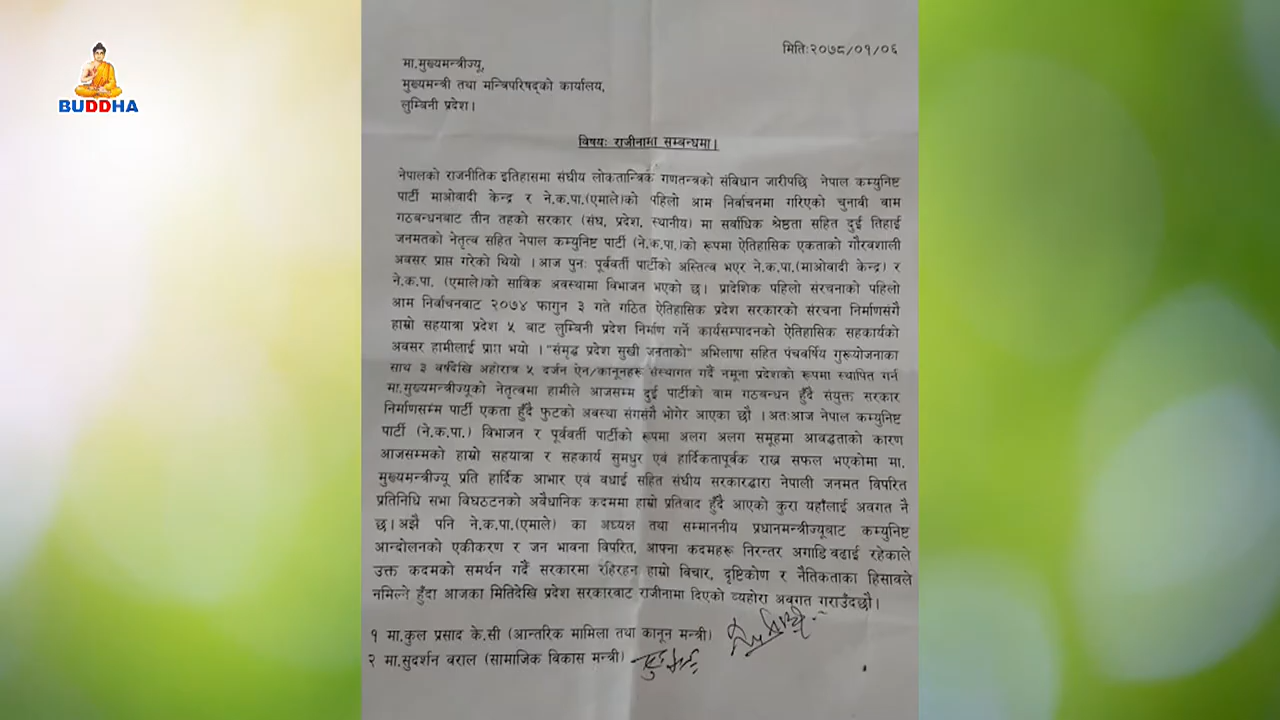 BUDDHA
मितिः२०७८/०१/०६
मा.मुख्यमन्त्रीज्यू,
मुख्यमन्त्री तथा मन्त्रिपरिषद्को कार्यालय,
लुम्बिनी प्रदेश।
विषयः राजीनामा सम्बन्धमा।
नेपालको राजनीतिक इतिहासमा संघीय लोकतान्त्रिक गणतन्त्रको संविधान जारीपछि नेपाल कम्युनिष्ट
पार्टी माओवादी केन्द्र र ने.क.पा.(एमाले)को पहिलो आम निर्वाचनमा गरिएको चुनावी वाम
गठबन्धनबाट तीन तहको सरकार (संघ, प्रदेश, स्थानीय) मा सर्वाधिक श्रेष्ठता सहित दुई तिहाई
जनमतको नेतृत्व सहित नेपाल कम्युनिष्ट पार्टी (ने.क.पा.)को रूपमा ऐतिहासिक एकताको गौरवशाली
अवसर प्राप्त गरेको थियो । आज पुनः पूर्ववर्ती पार्टीको अस्तित्व भएर ने.क.पा.(माओवादी केन्द्र) र
ने.क.पा. (एमाले)को साविक अवस्थामा विभाजन भएको छ। प्रादेशिक पहिलो संरचनाको पहिलो
आम निर्वाचनबाट २०७४ फागुन ३ गते गठित ऐतिहासिक प्रदेश सरकारको संरचना निर्माणसंगै
हाम्रो सहयात्रा प्रदेश ५ बाट लुम्बिनी प्रदेश निर्माण गर्ने कार्यसम्पादनको ऐतिहासिक सहकार्यको
अवसर हामीलाई प्राप्त भयो । "समृद्ध प्रदेश सुखी जनताको" अभिलाषा सहित पंचवर्षिय गुरूयोजनाका
साथ ३ वर्षदेखि अहोरात्र ५ दर्जन ऐन/कानूनहरू संस्थागत गर्दै नमूना प्रदेशको रूपमा स्थापित गर्न
मा.मुख्यमन्त्रीज्यूको नेतृत्वमा हामीले आजसम्म दुई पार्टीको वाम गठबन्धन हुँदै संयुक्त सरकार
निर्माणसम्म पार्टी एकता हुँदै फुटको अवस्था संगसंगै भोगेर आएका छौ । अतःआज नेपाल कम्युनिष्ट
पार्टी (ने.क.पा.) विभाजन र पूर्ववर्ती पार्टीको रूपमा अलग अलग समूहमा आवद्धताको कारण
आजसम्मको हाम्रो सहयात्रा र सहकार्य सुमधुर एवं हार्दिकतापूर्वक राख्न सफल भएकोमा मा.
मुख्यमन्त्रीज्यू प्रति हार्दिक आभार एवं वधाई सहित संघीय सरकारद्वारा नेपाली जनमत विपरित
प्रतिनिधि सभा विघठटनको अवैधानिक कदममा हाम्रो प्रतिवाद हुँदै आएको कुरा यहाँलाई अवगत नै
छ। अझै पनि ने.क.पा.(एमाले) का अध्यक्ष तथा सम्माननीय प्रधानमन्त्रीज्यूबाट कम्युनिष्ट
आन्दोलनको एकीकरण र जन भावना विपरित, आपना कदमहरू निरन्तर अगाडि वढाई रहेकाले
उक्त कदमको समर्थन गर्दै सरकारमा रहिरहन हाम्रो विचार, दृष्टिकोण र नैतिकताका हिसावले
नमिल्ने हुँदा आजका मितिदेखि प्रदेश सरकारवाट राजीनामा दिएको व्यहोरा अवगत गराउँदछौ।
१ मा.कुल प्रसाद के.सी (आन्तरिक मामिला तथा कानून मन्त्री)
२ मा.सुदर्शन वराल (सामाजिक विकास मन्त्री)